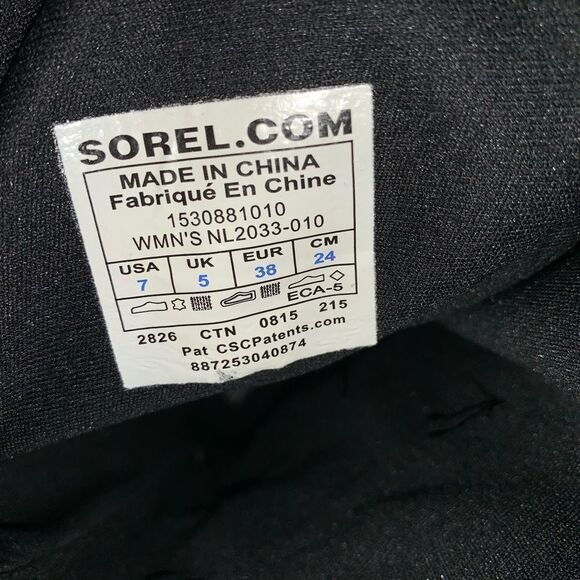 SOREL.COM
MADE IN CHINA
Fabriqué En Chine
1530881010
WMN'S NL2033-010
USA UK EUR CM
7 5 38 24
ECA-5
2826 CTN 0815 215
Pat CSCPatents.com
887253040874